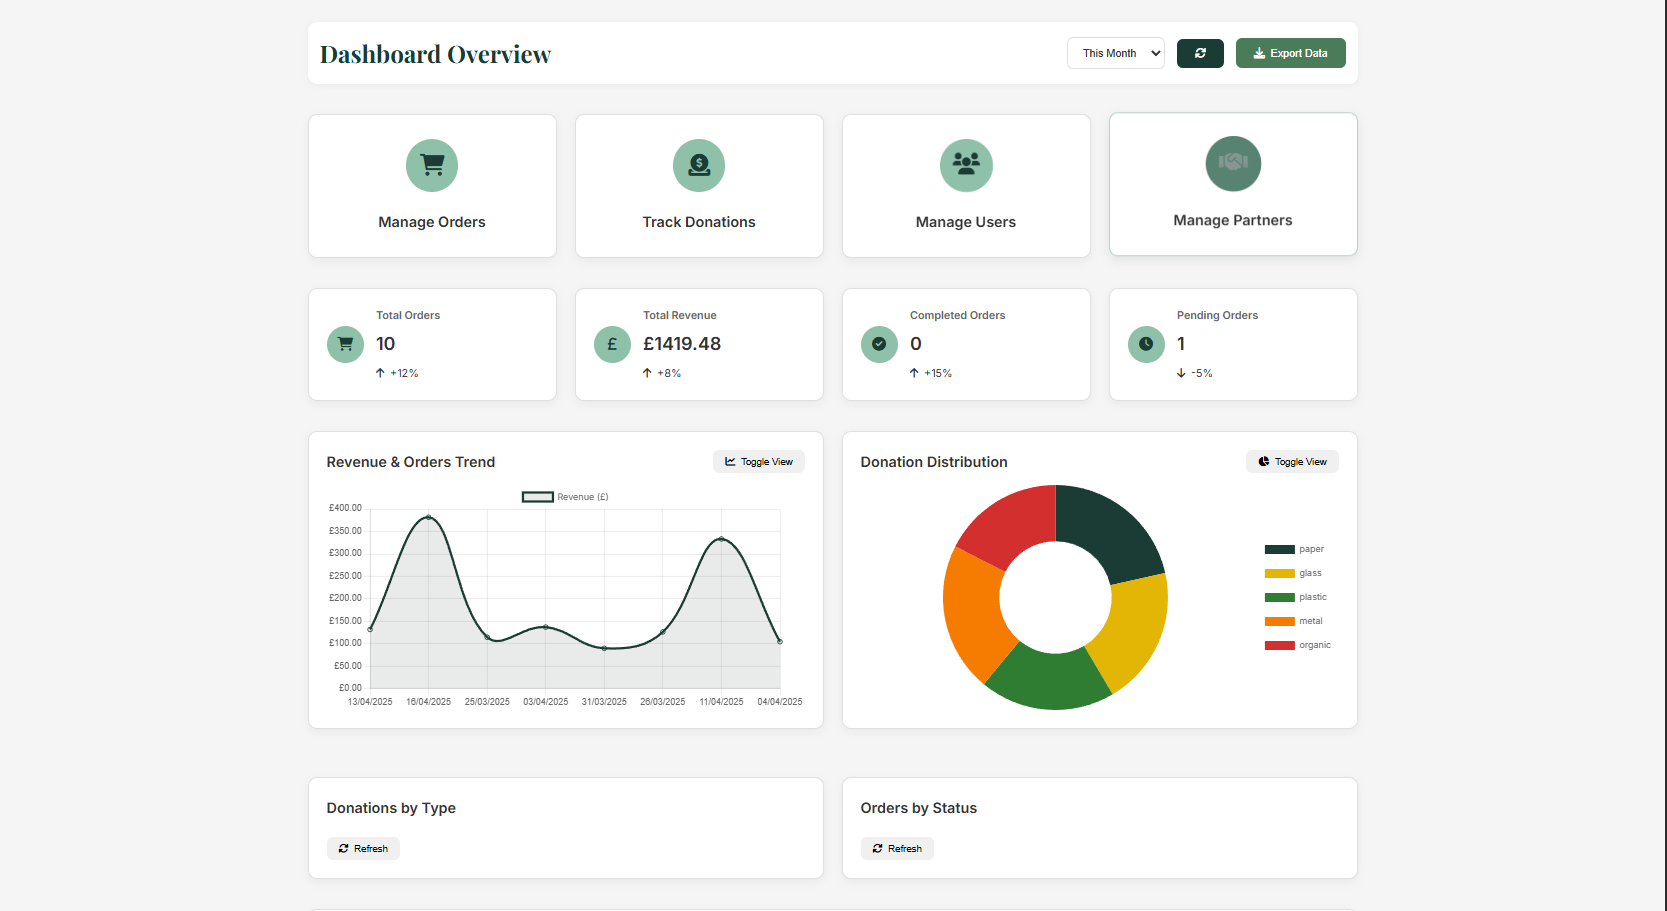 Dashboard Overview
This Month
Export Data
Manage Orders
Track Donations
Manage Users
Manage Partners
Total Orders
10
+12%
£
Total Revenue
£1419.48
+8%
Completed Orders
0
+15%
Pending Orders
1
-5%
Revenue & Orders Trend
Toggle View
Revenue (£)
£400.00
£350.00
£300.00
£250.00
£200.00
£150.00
£100.00
£50.00
£0.00
13/04/2025 16/04/2025 25/03/2025 03/04/2025 31/03/2025 26/03/2025 11/04/2025 04/04/2025
Donation Distribution
Toggle View
paper
glass
plastic
metal
organic
Donations by Type
Refresh
Orders by Status
Refresh